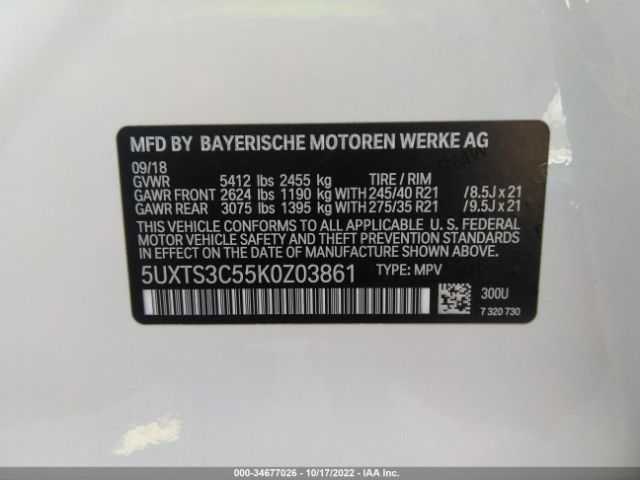 MFD BY BAYERISCHE MOTOREN WERKE AG
09/18
GVWR 5412 lbs 2455 kg TIRE / RIM
GAWR FRONT 2624 lbs 1190 kg WITH 245/40 R21 /8.5J x 21
GAWR REAR 3075 lbs 1395 kg WITH 275/35 R21 /9.5J x 21
THIS VEHICLE CONFORMS TO ALL APPLICABLE U. S. FEDERAL
MOTOR VEHICLE SAFETY, BUMPER, AND THEFT PREVENTION STANDARDS
IN EFFECT ON THE DATE OF MANUFACTURE SHOWN ABOVE.
5UXTS3C55K0Z03861 TYPE: MPV
300U
7 320 730
000-34677026 - 10/17/2022 - IAA Inc.